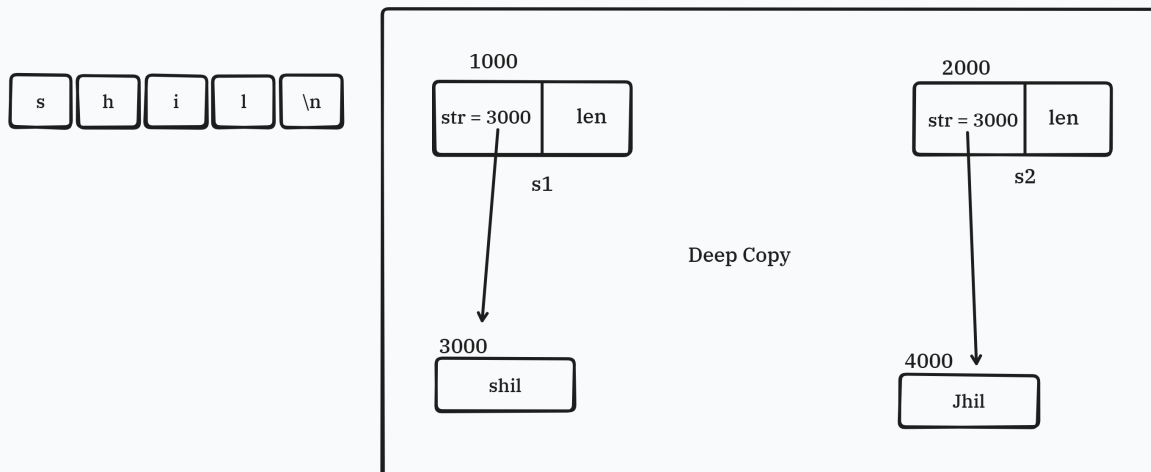 s
h
i
l
\n
1000
str = 3000
len
s1
2000
str = 3000
len
s2
Deep Copy
3000
shil
4000
Jhil